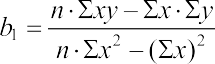 b₁ = (n · Σxy − Σx · Σy) / (n · Σx² − (Σx)²)